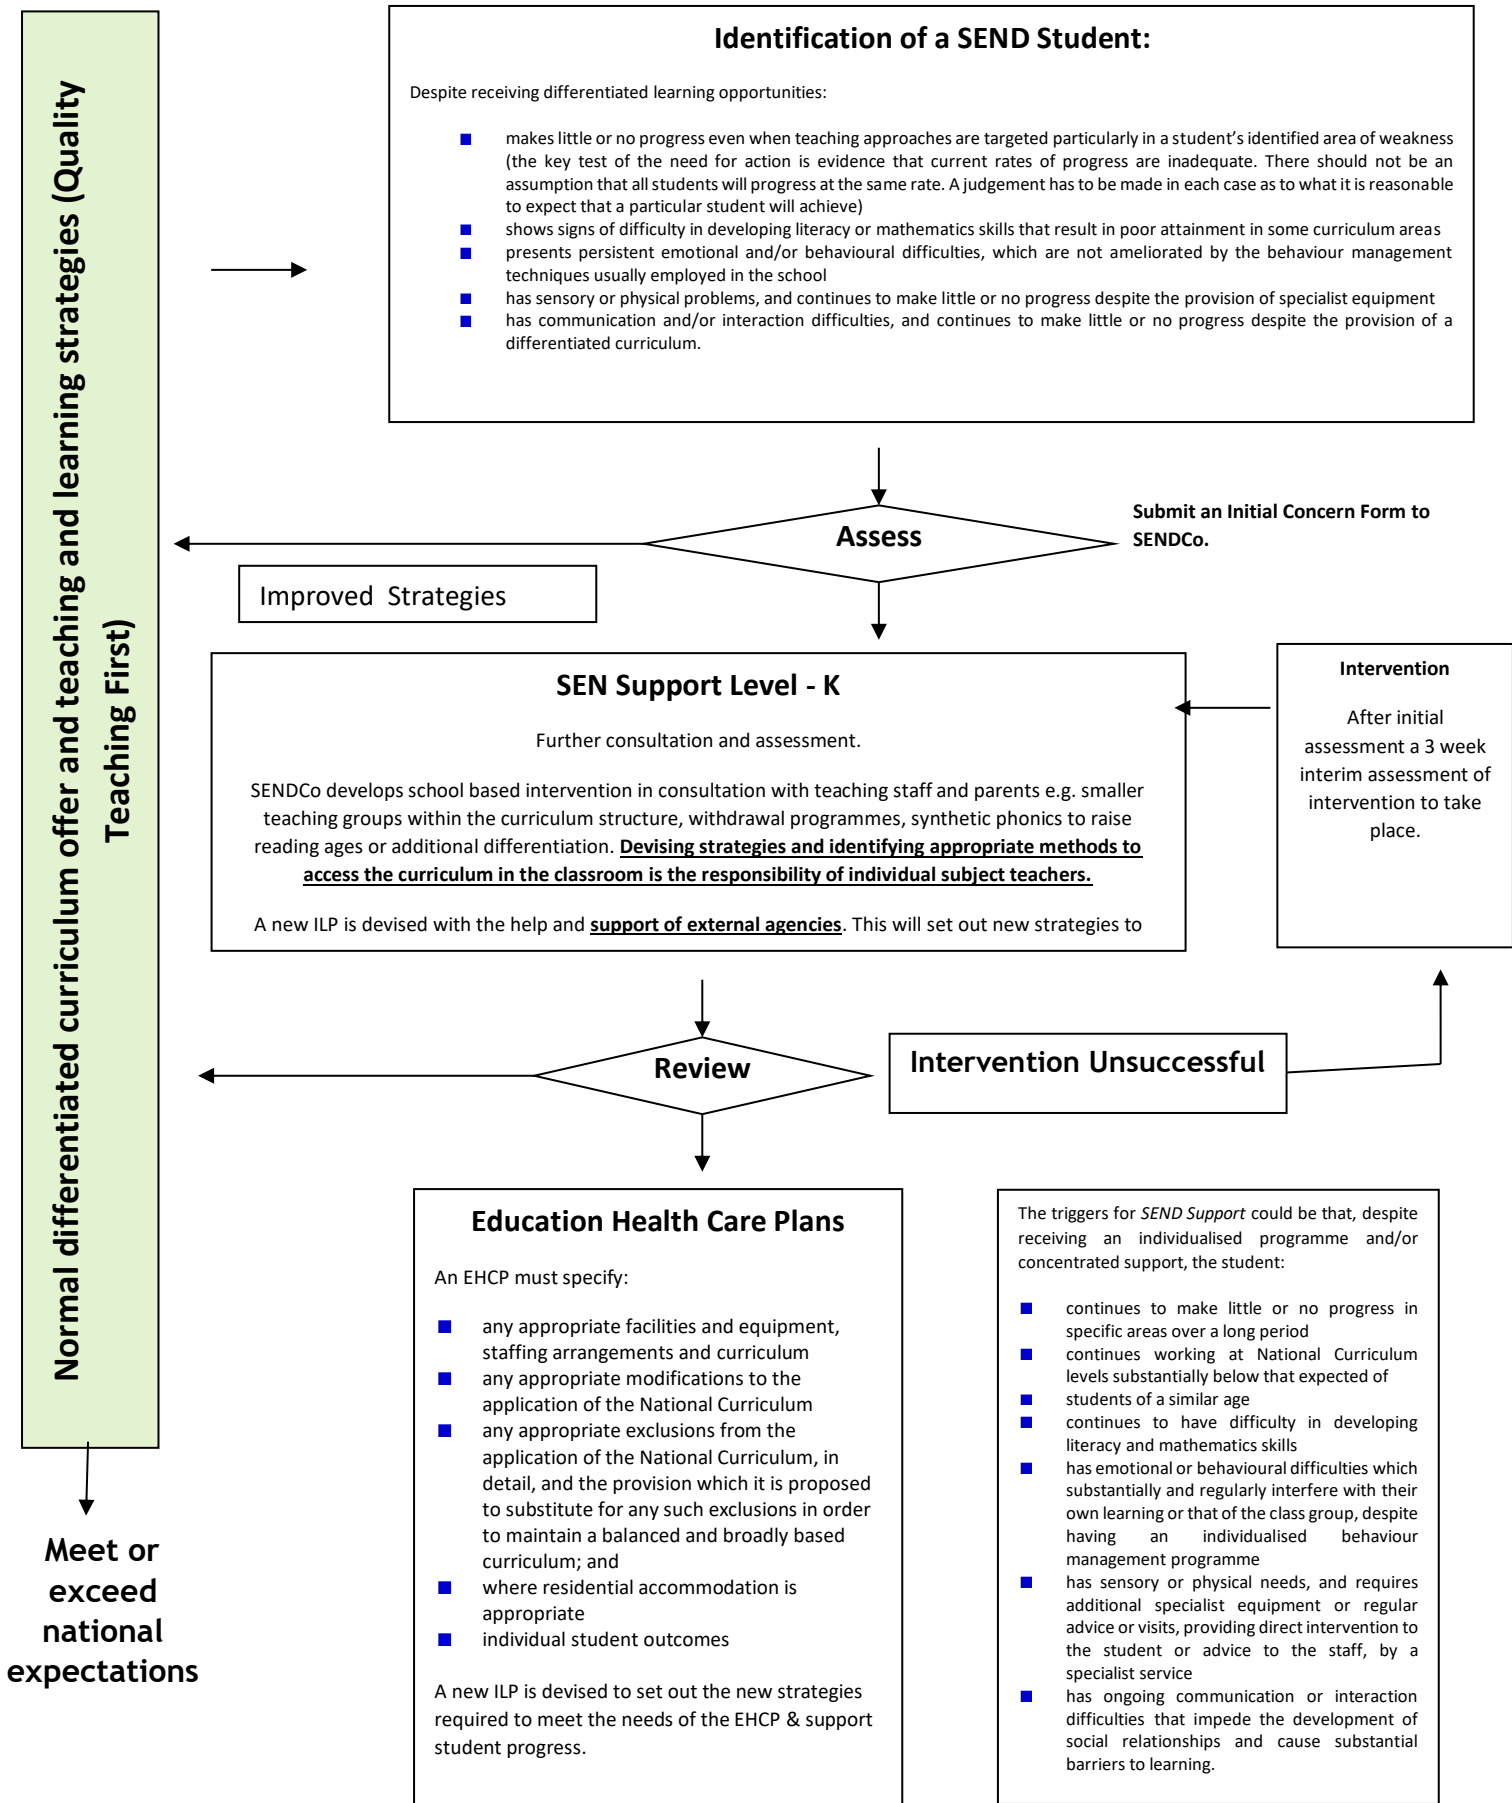 Normal differentiated curriculum offer and teaching and learning strategies (Quality
Teaching First)
Meet or
exceed
national
expectations
Identification of a SEND Student:
Despite receiving differentiated learning opportunities:
makes little or no progress even when teaching approaches are targeted particularly in a student's identified area of weakness
(the key test of the need for action is evidence that current rates of progress are inadequate. There should not be an
assumption that all students will progress at the same rate. A judgement has to be made in each case as to what it is reasonable
to expect that a particular student will achieve)
shows signs of difficulty in developing literacy or mathematics skills that result in poor attainment in some curriculum areas
presents persistent emotional and/or behavioural difficulties, which are not ameliorated by the behaviour management
techniques usually employed in the school
has sensory or physical problems, and continues to make little or no progress despite the provision of specialist equipment
has communication and/or interaction difficulties, and continues to make little or no progress despite the provision of a
differentiated curriculum.
Assess
Submit an Initial Concern Form to
SENDCo.
Improved Strategies
SEN Support Level - K
Further consultation and assessment.
SENDCo develops school based intervention in consultation with teaching staff and parents e.g. smaller
teaching groups within the curriculum structure, withdrawal programmes, synthetic phonics to raise
reading ages or additional differentiation. Devising strategies and identifying appropriate methods to
access the curriculum in the classroom is the responsibility of individual subject teachers.
A new ILP is devised with the help and support of external agencies. This will set out new strategies to
Intervention
After initial
assessment a 3 week
interim assessment of
intervention to take
place.
Review
Intervention Unsuccessful
Education Health Care Plans
An EHCP must specify:
any appropriate facilities and equipment,
staffing arrangements and curriculum
any appropriate modifications to the
application of the National Curriculum
any appropriate exclusions from the
application of the National Curriculum, in
detail, and the provision which it is proposed
to substitute for any such exclusions in order
to maintain a balanced and broadly based
curriculum; and
where residential accommodation is
appropriate
individual student outcomes
A new ILP is devised to set out the new strategies
required to meet the needs of the EHCP & support
student progress.
The triggers for SEND Support could be that, despite
receiving an individualised programme and/or
concentrated support, the student:
continues to make little or no progress in
specific areas over a long period
continues working at National Curriculum
levels substantially below that expected of
students of a similar age
continues to have difficulty in developing
literacy and mathematics skills
has emotional or behavioural difficulties which
substantially and regularly interfere with their
own learning or that of the class group, despite
having an individualised behaviour
management programme
has sensory or physical needs, and requires
additional specialist equipment or regular
advice or visits, providing direct intervention to
the student or advice to the staff, by a
specialist service
has ongoing communication or interaction
difficulties that impede the development of
social relationships and cause substantial
barriers to learning.